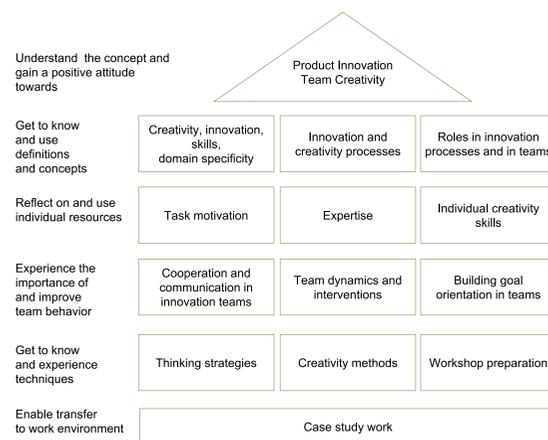 Understand the concept and
gain a positive attitude
towards
Product Innovation
Team Creativity
Get to know
and use
definitions
and concepts
Creativity, innovation,
skills,
domain specificity
Innovation and
creativity processes
Roles in innovation
processes and in teams
Reflect on and use
individual resources
Task motivation
Expertise
Individual creativity
skills
Experience the
importance of
and improve
team behavior
Cooperation and
communication in
innovation teams
Team dynamics and
interventions
Building goal
orientation in teams
Get to know
and experience
techniques
Thinking strategies
Creativity methods
Workshop preparation
Enable transfer
to work environment
Case study work